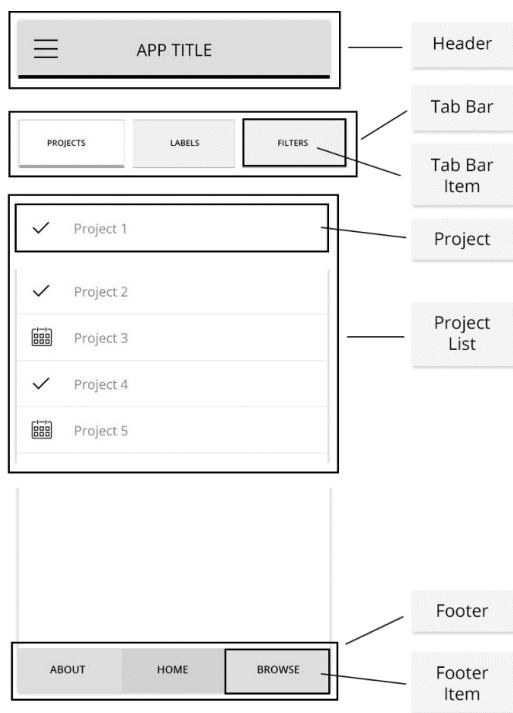 APP TITLE
Header
Tab Bar
PROJECTS
LABELS
FILTERS
Tab Bar
Item
Project 1
Project
Project 2
Project 3
Project
List
Project 4
Project 5
Footer
ABOUT
HOME
BROWSE
Footer
Item